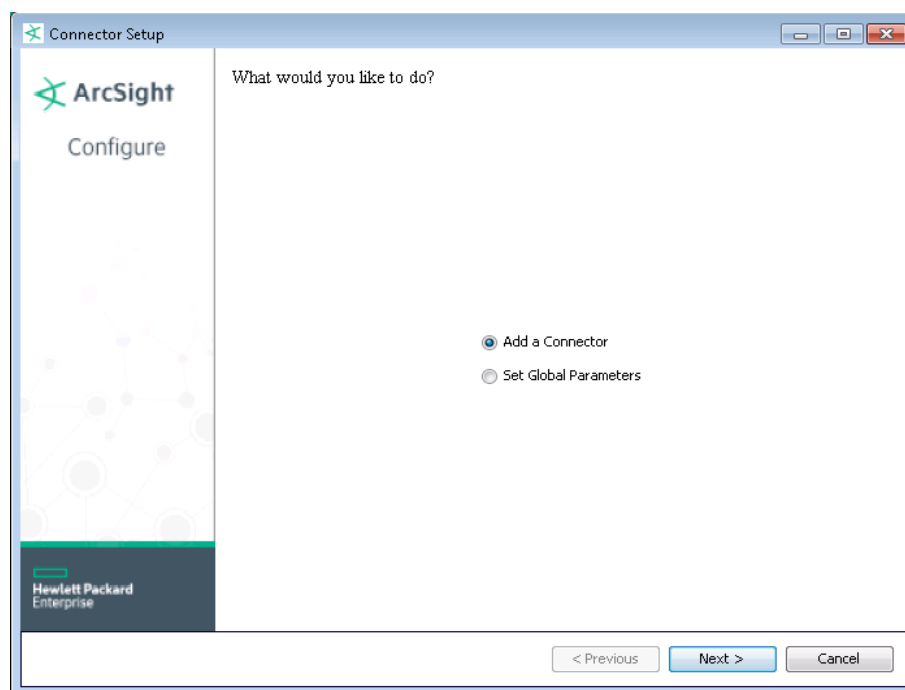 Connector Setup
ArcSight
Configure
What would you like to do?
Add a Connector
Set Global Parameters
Hewlett Packard
Enterprise
< Previous
Next >
Cancel